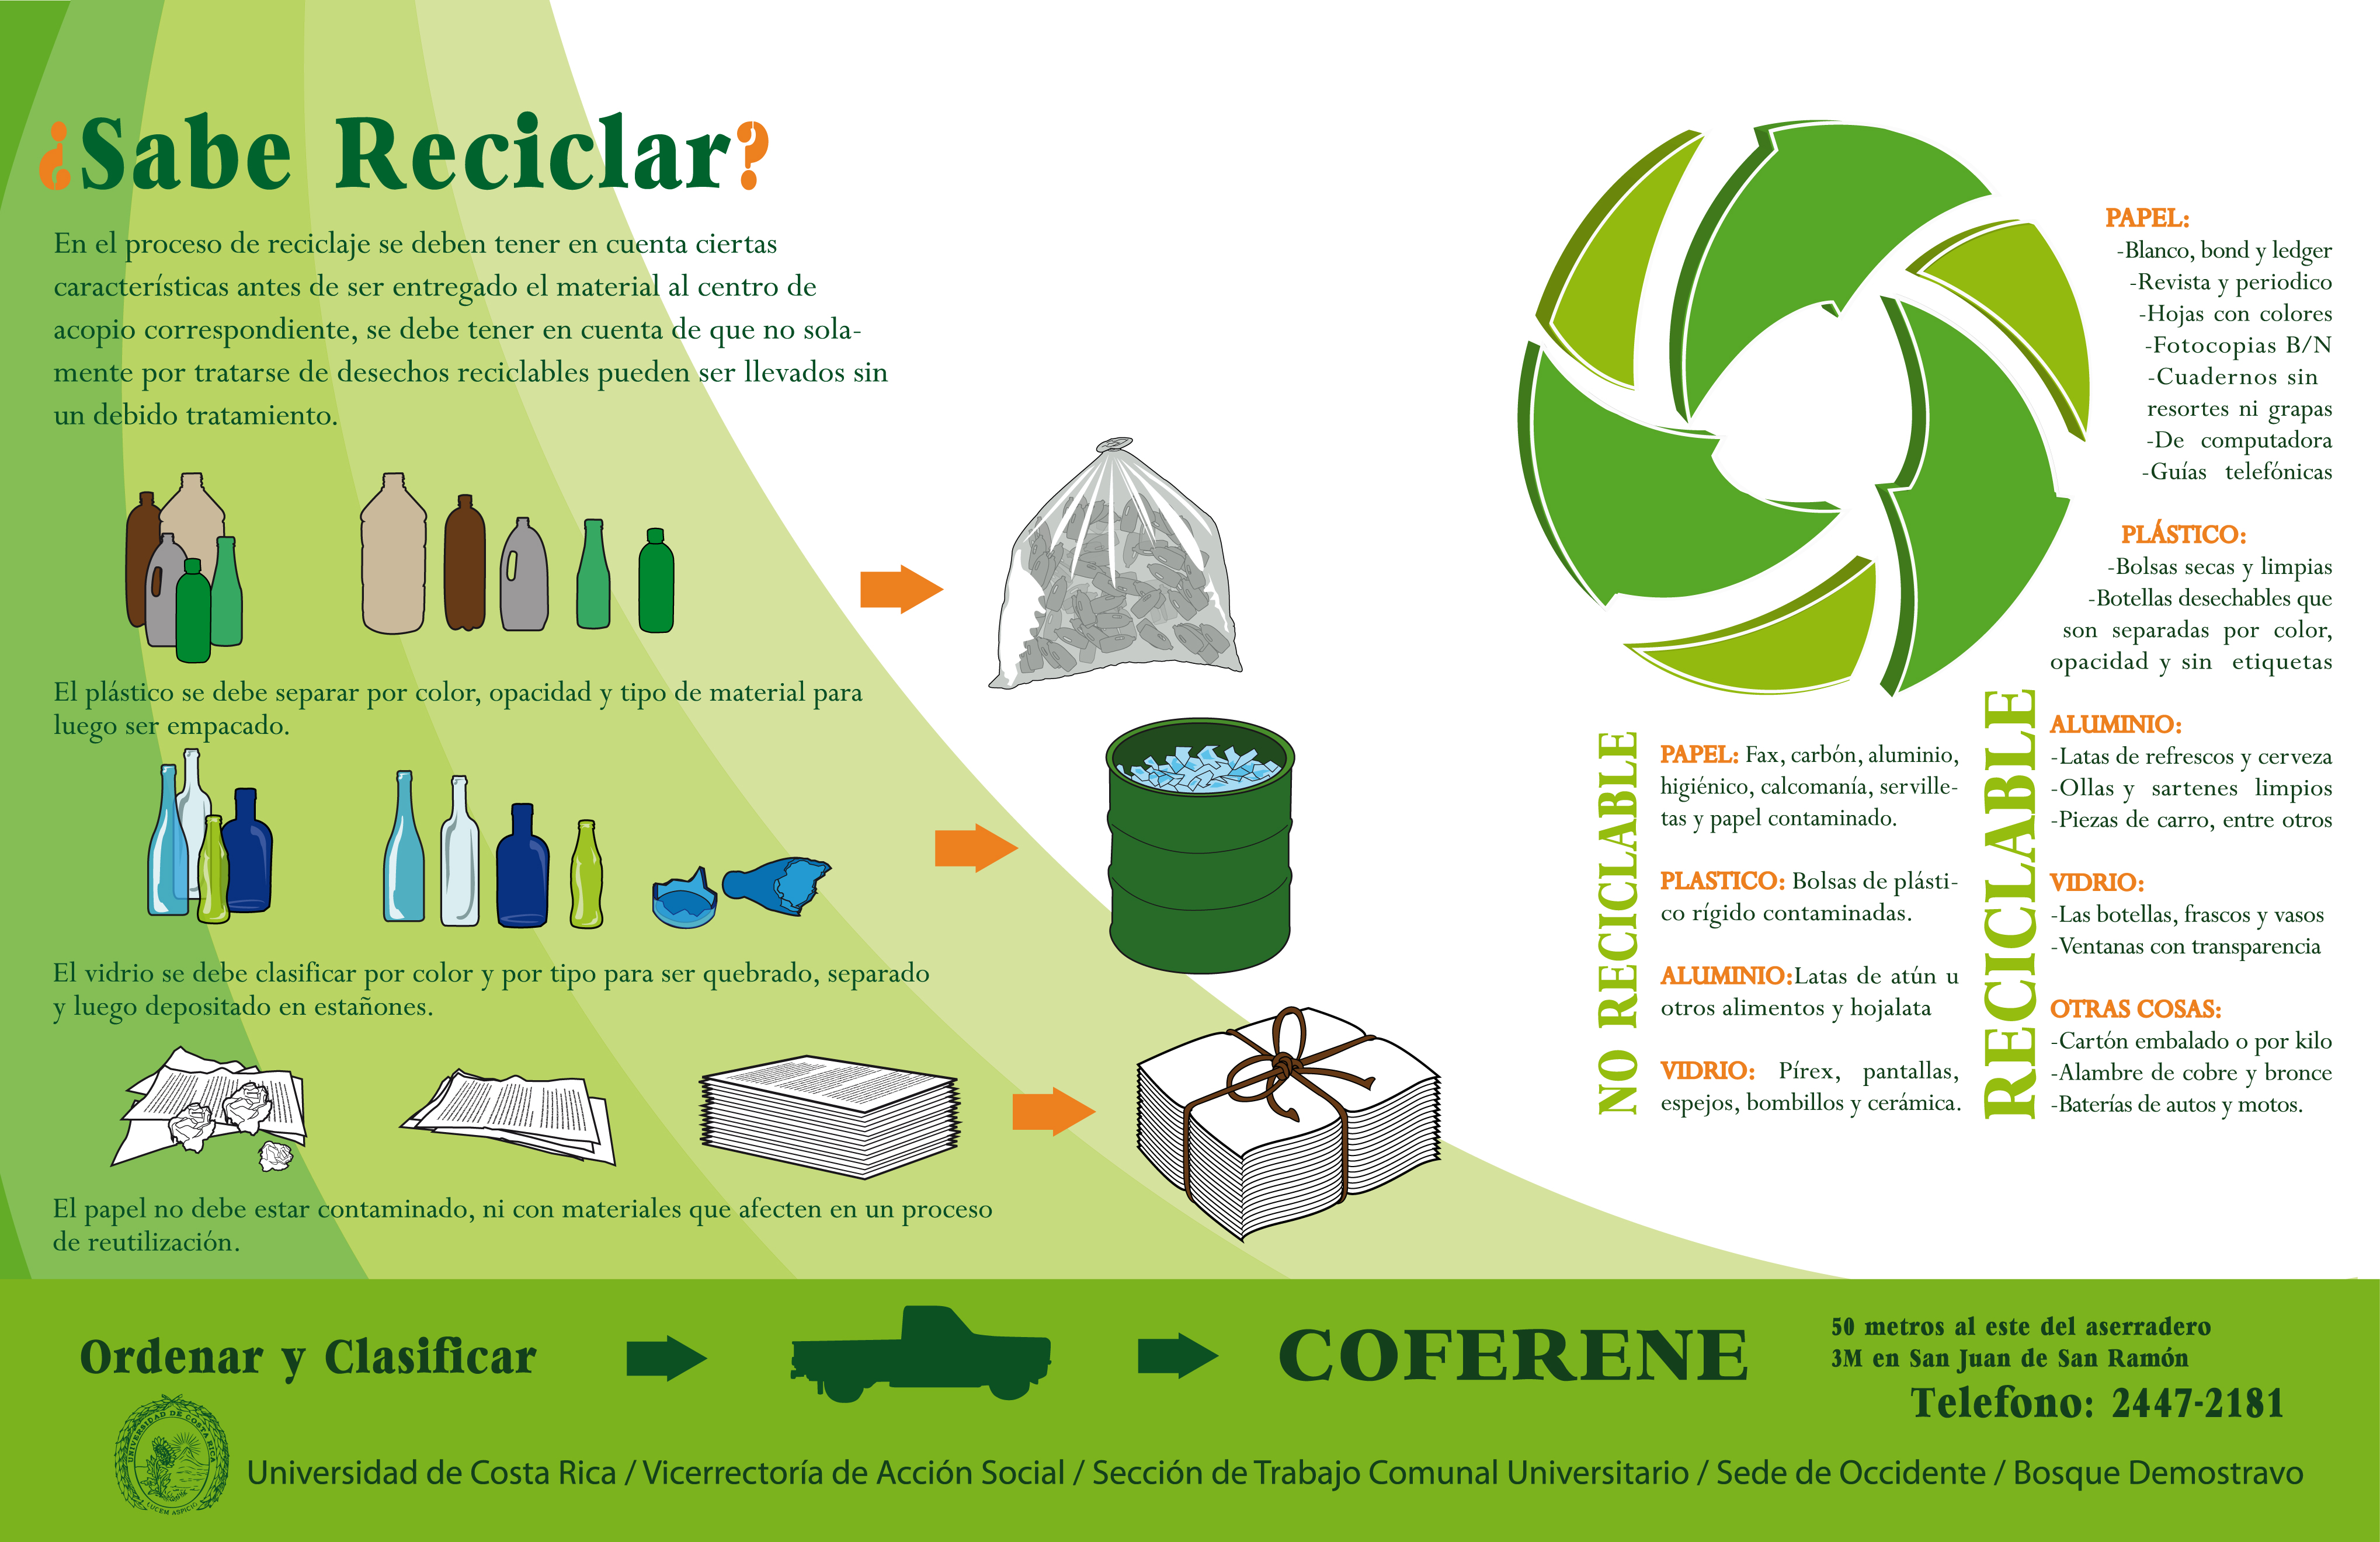 ¿Sabe Reciclar?
En el proceso de reciclaje se deben tener en cuenta ciertas
características antes de ser entregado el material al centro de
acopio correspondiente, se debe tener en cuenta de que no sola-
mente por tratarse de desechos reciclables pueden ser llevados sin
un debido tratamiento.
El plástico se debe separar por color, opacidad y tipo de material para
luego ser empacado.
El vidrio se debe clasificar por color y por tipo para ser quebrado, separado
y luego depositado en estañones.
El papel no debe estar contaminado, ni con materiales que afecten en un proceso
de reutilización.
NO RECICLABLE
PAPEL: Fax, carbón, aluminio,
higiénico, calcomanía, serville-
tas y papel contaminado.
PLASTICO: Bolsas de plásti-
co rígido contaminadas.
ALUMINIO:Latas de atún u
otros alimentos y hojalata
VIDRIO: Pírex, pantallas,
espejos, bombillos y cerámica.
RECICLABLE
PAPEL:
-Blanco, bond y ledger
-Revista y periodico
-Hojas con colores
-Fotocopias B/N
-Cuadernos sin
resortes ni grapas
-De computadora
-Guías telefónicas
PLÁSTICO:
-Bolsas secas y limpias
-Botellas desechables que
son separadas por color,
opacidad y sin etiquetas
ALUMINIO:
-Latas de refrescos y cerveza
-Ollas y sartenes limpios
-Piezas de carro, entre otros
VIDRIO:
-Las botellas, frascos y vasos
-Ventanas con transparencia
OTRAS COSAS:
-Cartón embalado o por kilo
-Alambre de cobre y bronce
-Baterías de autos y motos.
Ordenar y Clasificar
COFERENE
50 metros al este del aserradero
3M en San Juan de San Ramón
Telefono: 2447-2181
UNIVERSIDAD DE COSTA RICA
LUCEM ASPICIO
Universidad de Costa Rica / Vicerrectoría de Acción Social / Sección de Trabajo Comunal Universitario / Sede de Occidente / Bosque Demostravo